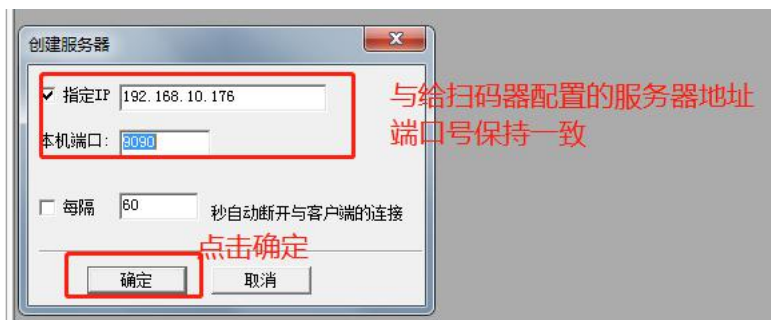 创建服务器
指定IP 192.168.10.176
与给扫码器配置的服务器地址
本机端口: 9090
端口号保持一致
每隔 60 秒自动断开与客户端的连接
点击确定
确定 取消